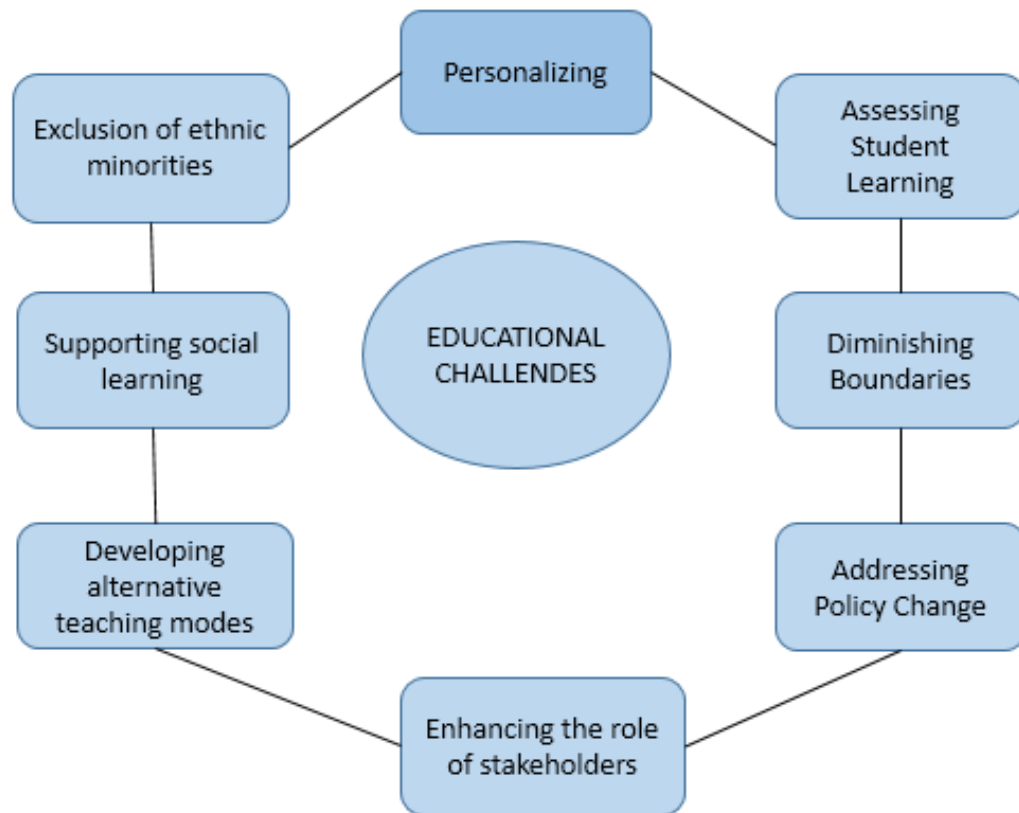 Personalizing
Exclusion of ethnic
minorities
Assessing
Student
Learning
Supporting social
learning
EDUCATIONAL
CHALLENDES
Diminishing
Boundaries
Developing
alternative
teaching modes
Addressing
Policy Change
Enhancing the role
of stakeholders